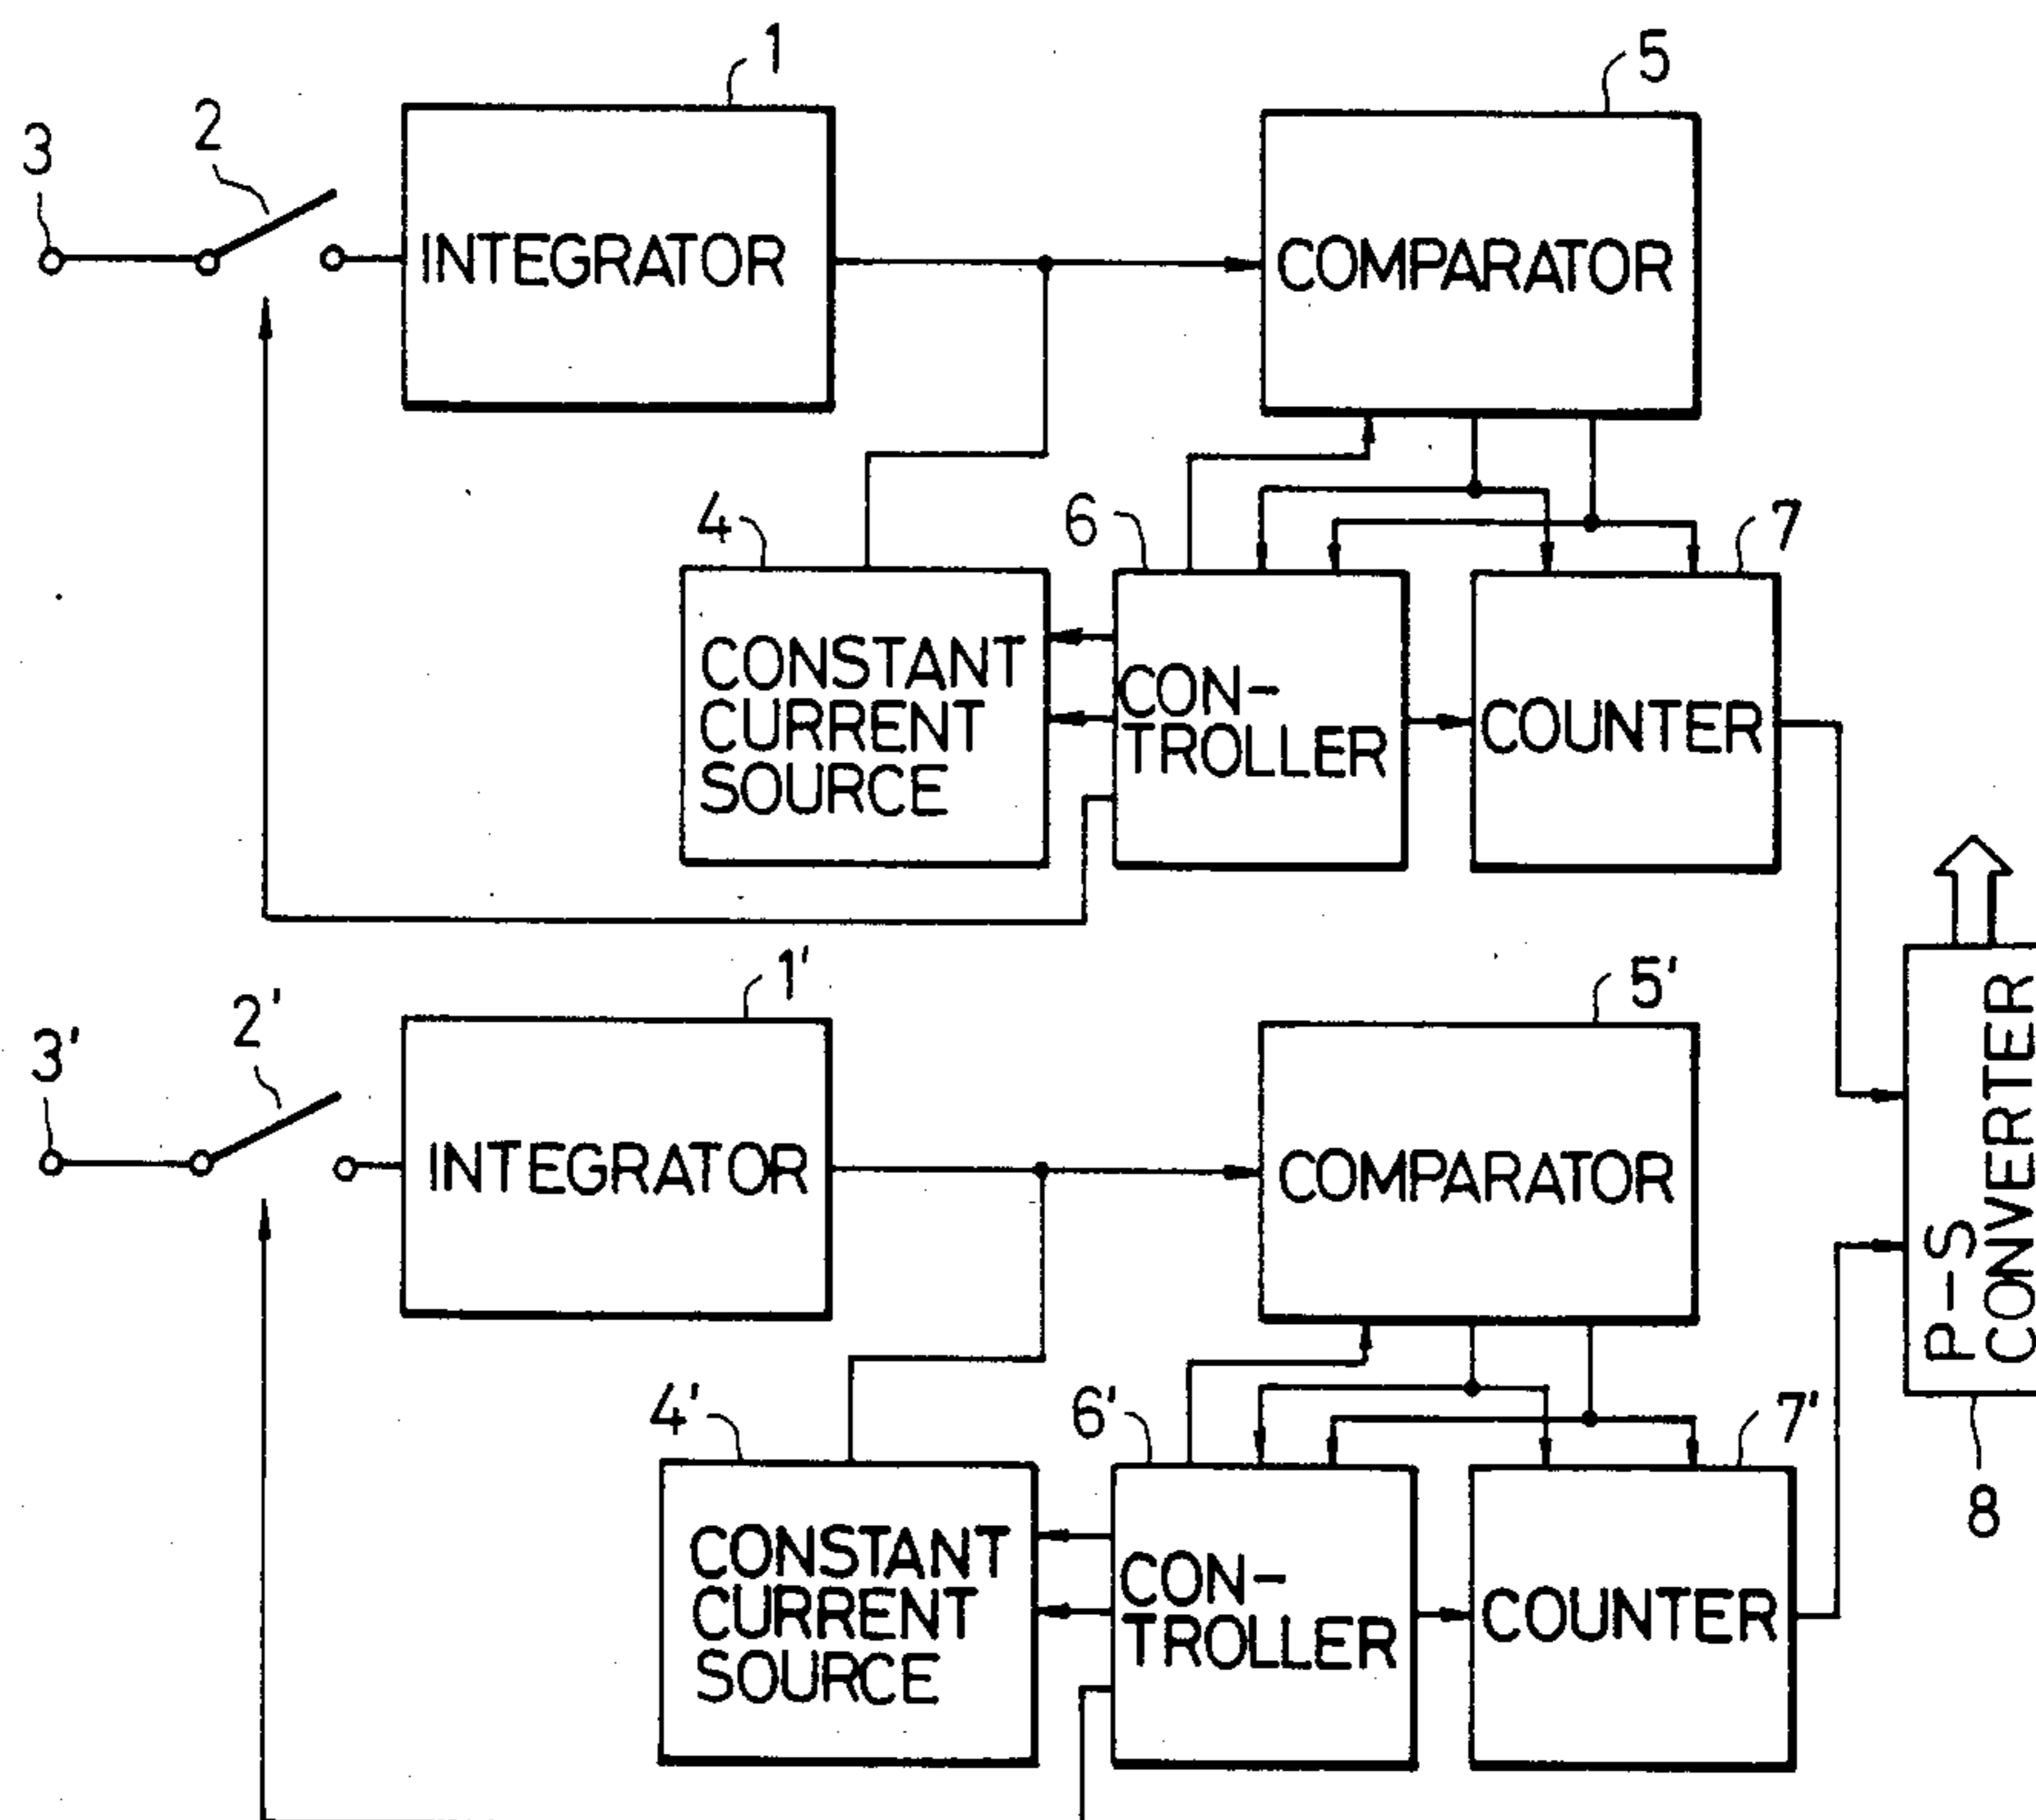 1
5
2
3
INTEGRATOR
COMPARATOR
4
6
7
CONSTANT
CURRENT
SOURCE
CON-
TROLLER
COUNTER
1'
5'
2'
3'
INTEGRATOR
COMPARATOR
P-S
CONVERTER
4'
6'
7'
8
CONSTANT
CURRENT
SOURCE
CON-
TROLLER
COUNTER